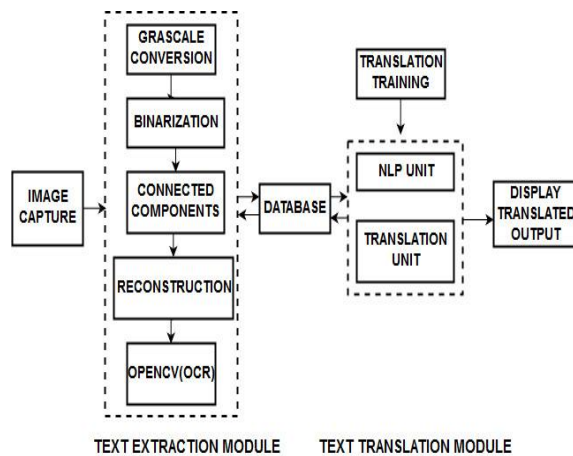 GRASCALE
CONVERSION
BINARIZATION
CONNECTED
COMPONENTS
RECONSTRUCTION
OPENCV(OCR)
IMAGE
CAPTURE
DATABASE
TRANSLATION
TRAINING
NLP UNIT
TRANSLATION
UNIT
DISPLAY
TRANSLATED
OUTPUT
TEXT EXTRACTION MODULE
TEXT TRANSLATION MODULE